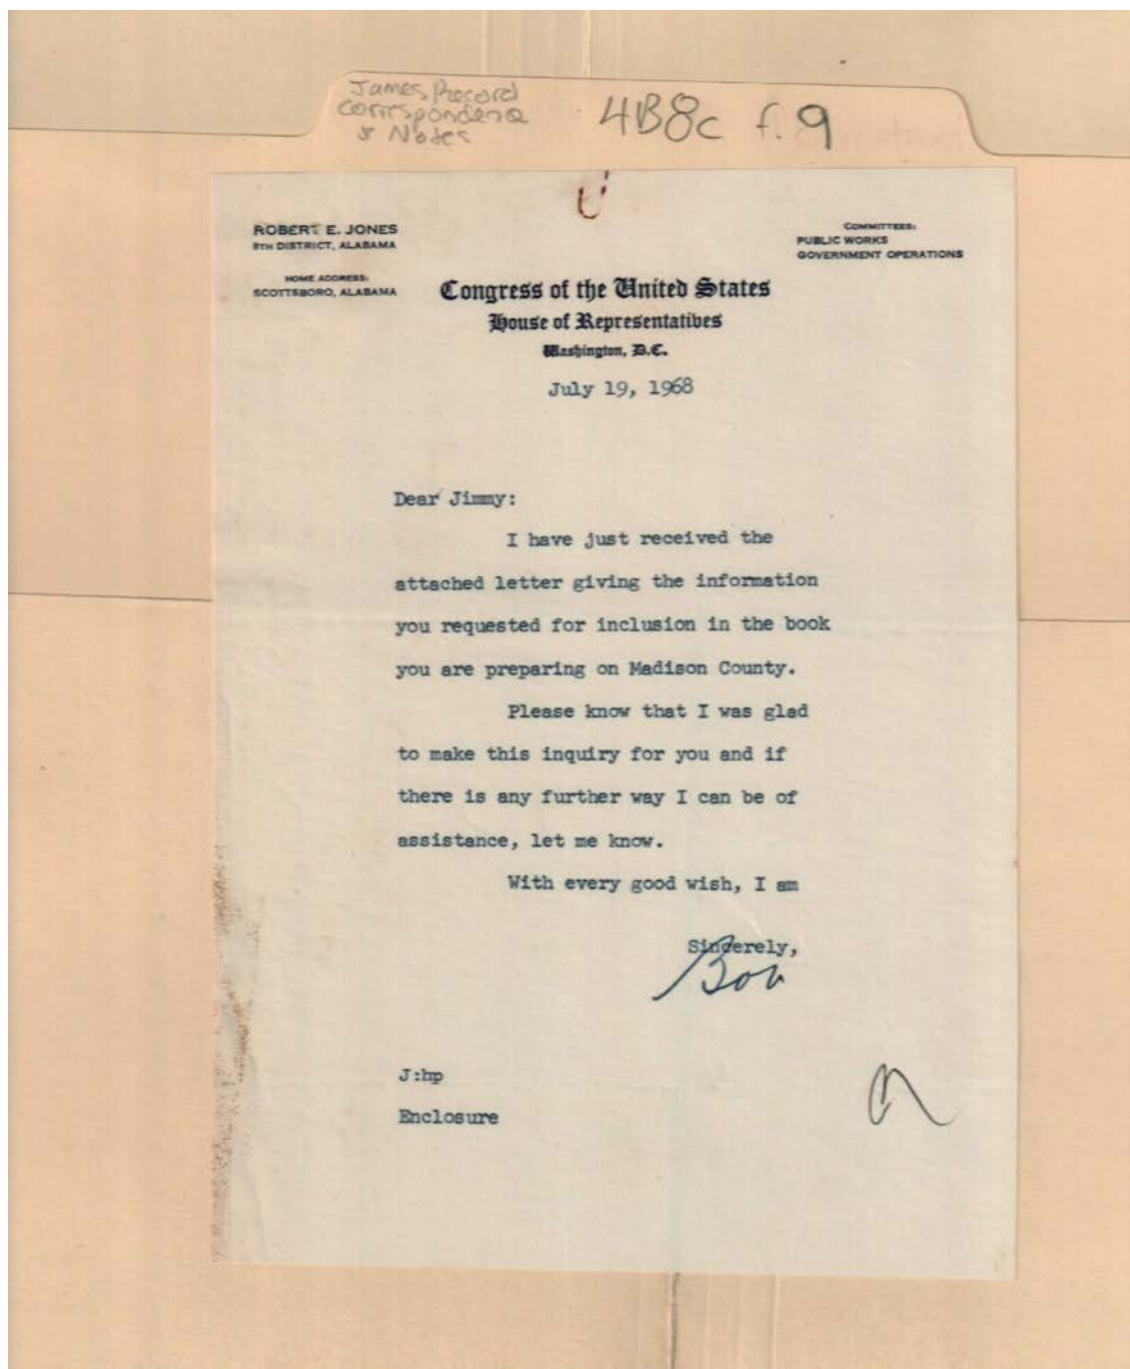 James Record
Correspondence
& Notes
4B8c f.9
ROBERT E. JONES
8TH DISTRICT, ALABAMA
HOME ADDRESS:
SCOTTSBORO, ALABAMA
COMMITTEES:
PUBLIC WORKS
GOVERNMENT OPERATIONS
Congress of the United States
House of Representatives
Washington, D.C.
July 19, 1968
Dear Jimmy:
I have just received the
attached letter giving the information
you requested for inclusion in the book
you are preparing on Madison County.
Please know that I was glad
to make this inquiry for you and if
there is any further way I can be of
assistance, let me know.
With every good wish, I am
Sincerely,
Bob
J:hp
Enclosure